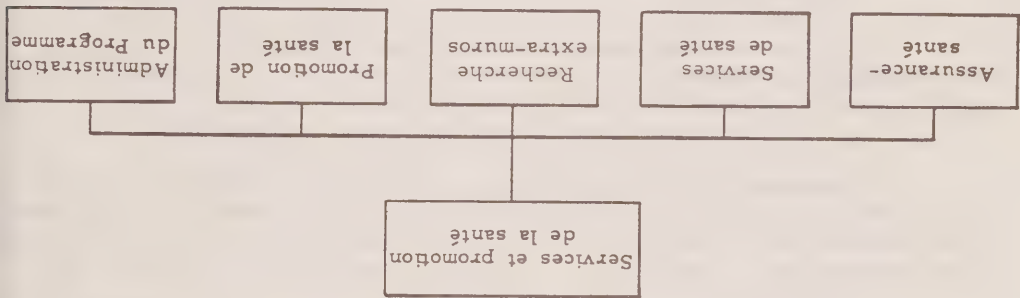 Services et promotion
de la santé
Assurance-
santé
Services
de santé
Recherche
extra-muros
Promotion de
la santé
Administration
du Programme